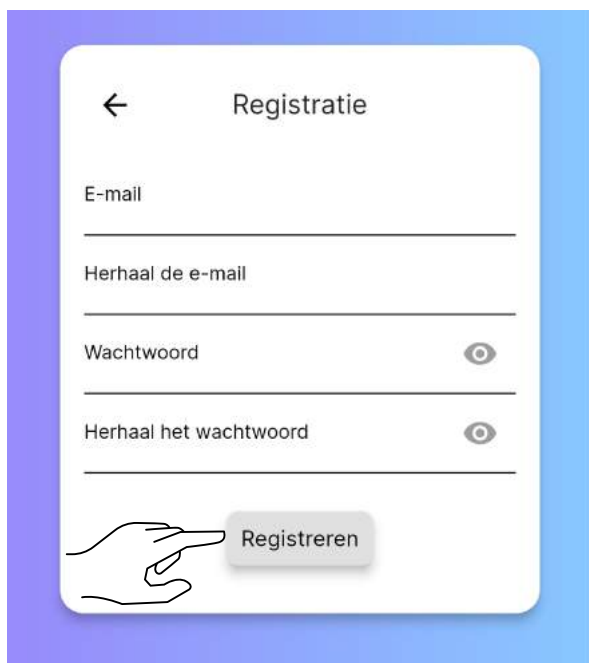 Registratie
E-mail
Herhaal de e-mail
Wachtwoord
Herhaal het wachtwoord
Registreren